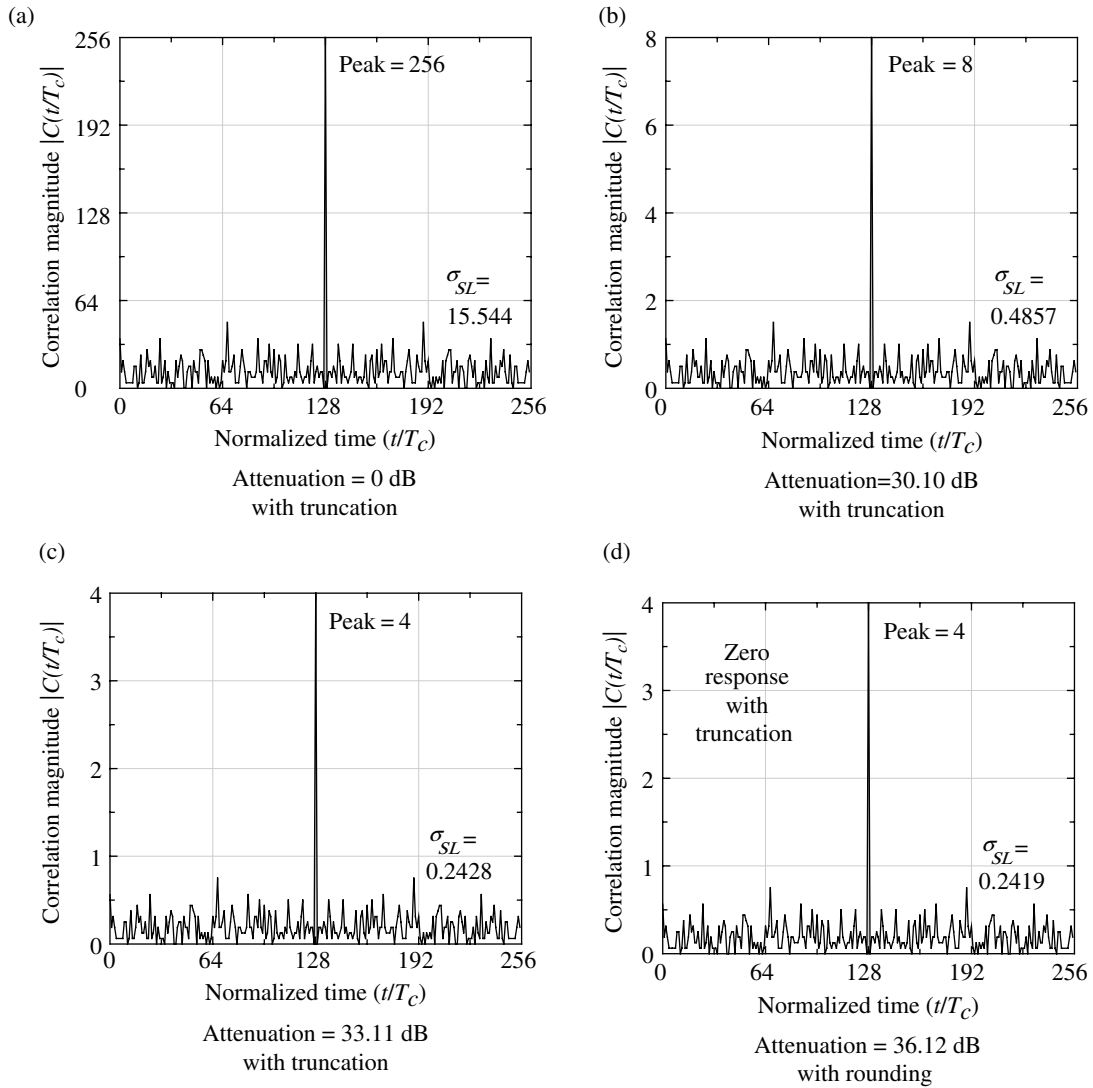 (a)
Correlation magnitude |C(t/T_c)|
256
192
128
64
0
Peak = 256
σ_SL =
15.544
0 64 128 192 256
Normalized time (t/T_C)
Attenuation = 0 dB
with truncation
(b)
Correlation magnitude |C(t/T_c)|
8
6
4
2
0
Peak = 8
σ_SL =
0.4857
0 64 128 192 256
Normalized time (t/T_C)
Attenuation=30.10 dB
with truncation
(c)
Correlation magnitude |C(t/T_c)|
4
3
2
1
0
Peak = 4
σ_SL =
0.2428
0 64 128 192 256
Normalized time (t/T_C)
Attenuation = 33.11 dB
with truncation
(d)
Correlation magnitude |C(t/T_c)|
4
3
2
1
0
Peak = 4
Zero
response
with
truncation
σ_SL =
0.2419
0 64 128 192 256
Normalized time (t/T_C)
Attenuation = 36.12 dB
with rounding